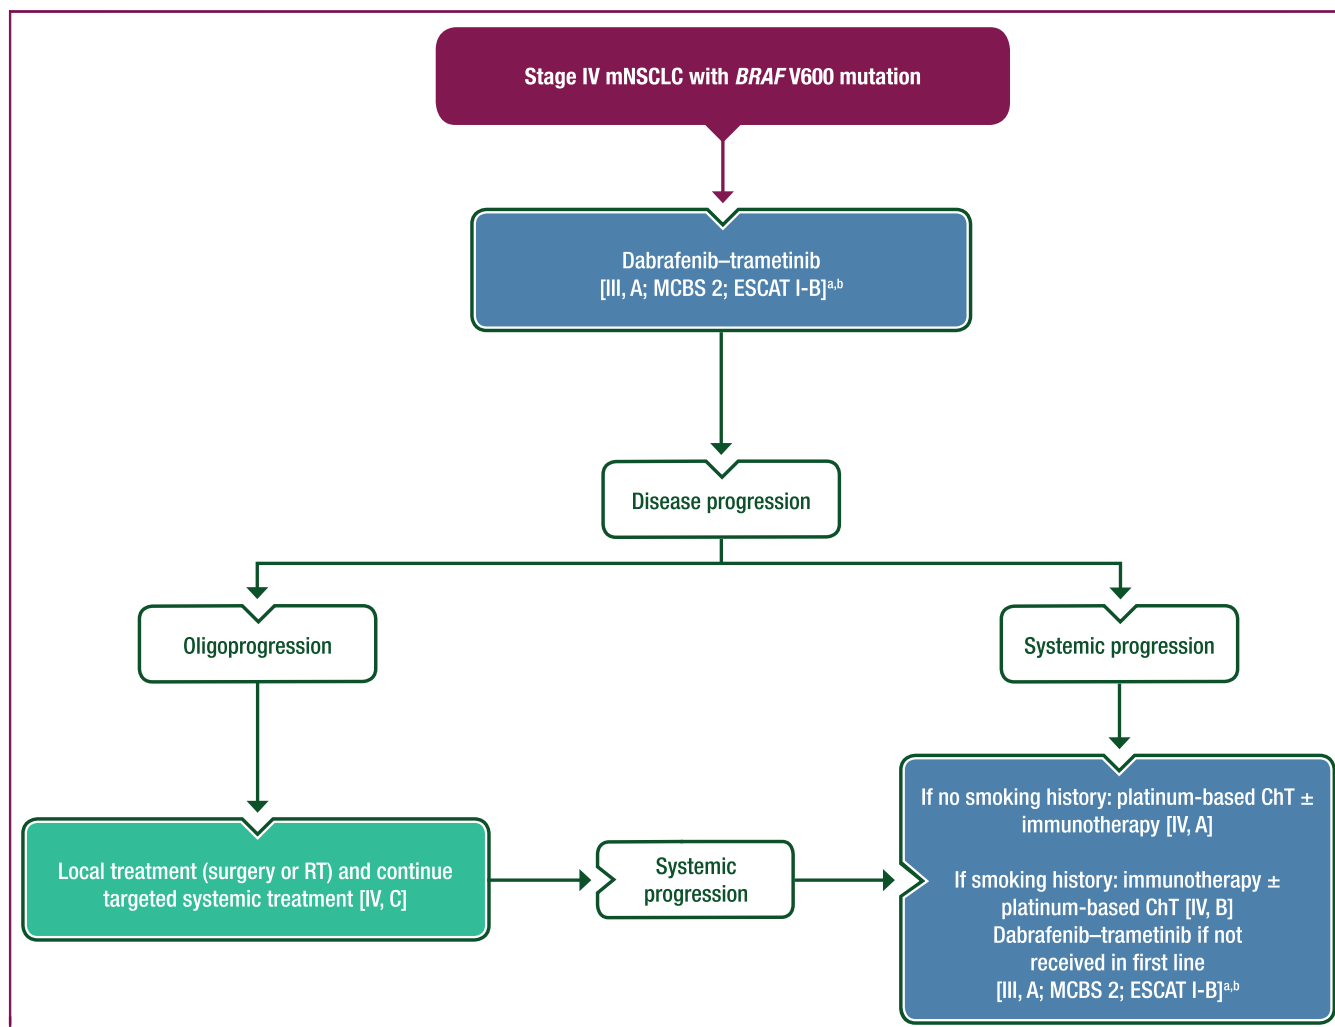 Stage IV mNSCLC with BRAF V600 mutation
Dabrafenib–trametinib
[III, A; MCBS 2; ESCAT I-B]a,b
Disease progression
Oligoprogression
Systemic progression
Local treatment (surgery or RT) and continue
targeted systemic treatment [IV, C]
Systemic
progression
If no smoking history: platinum-based ChT ±
immunotherapy [IV, A]
If smoking history: immunotherapy ±
platinum-based ChT [IV, B]
Dabrafenib–trametinib if not
received in first line
[III, A; MCBS 2; ESCAT I-B]a,b